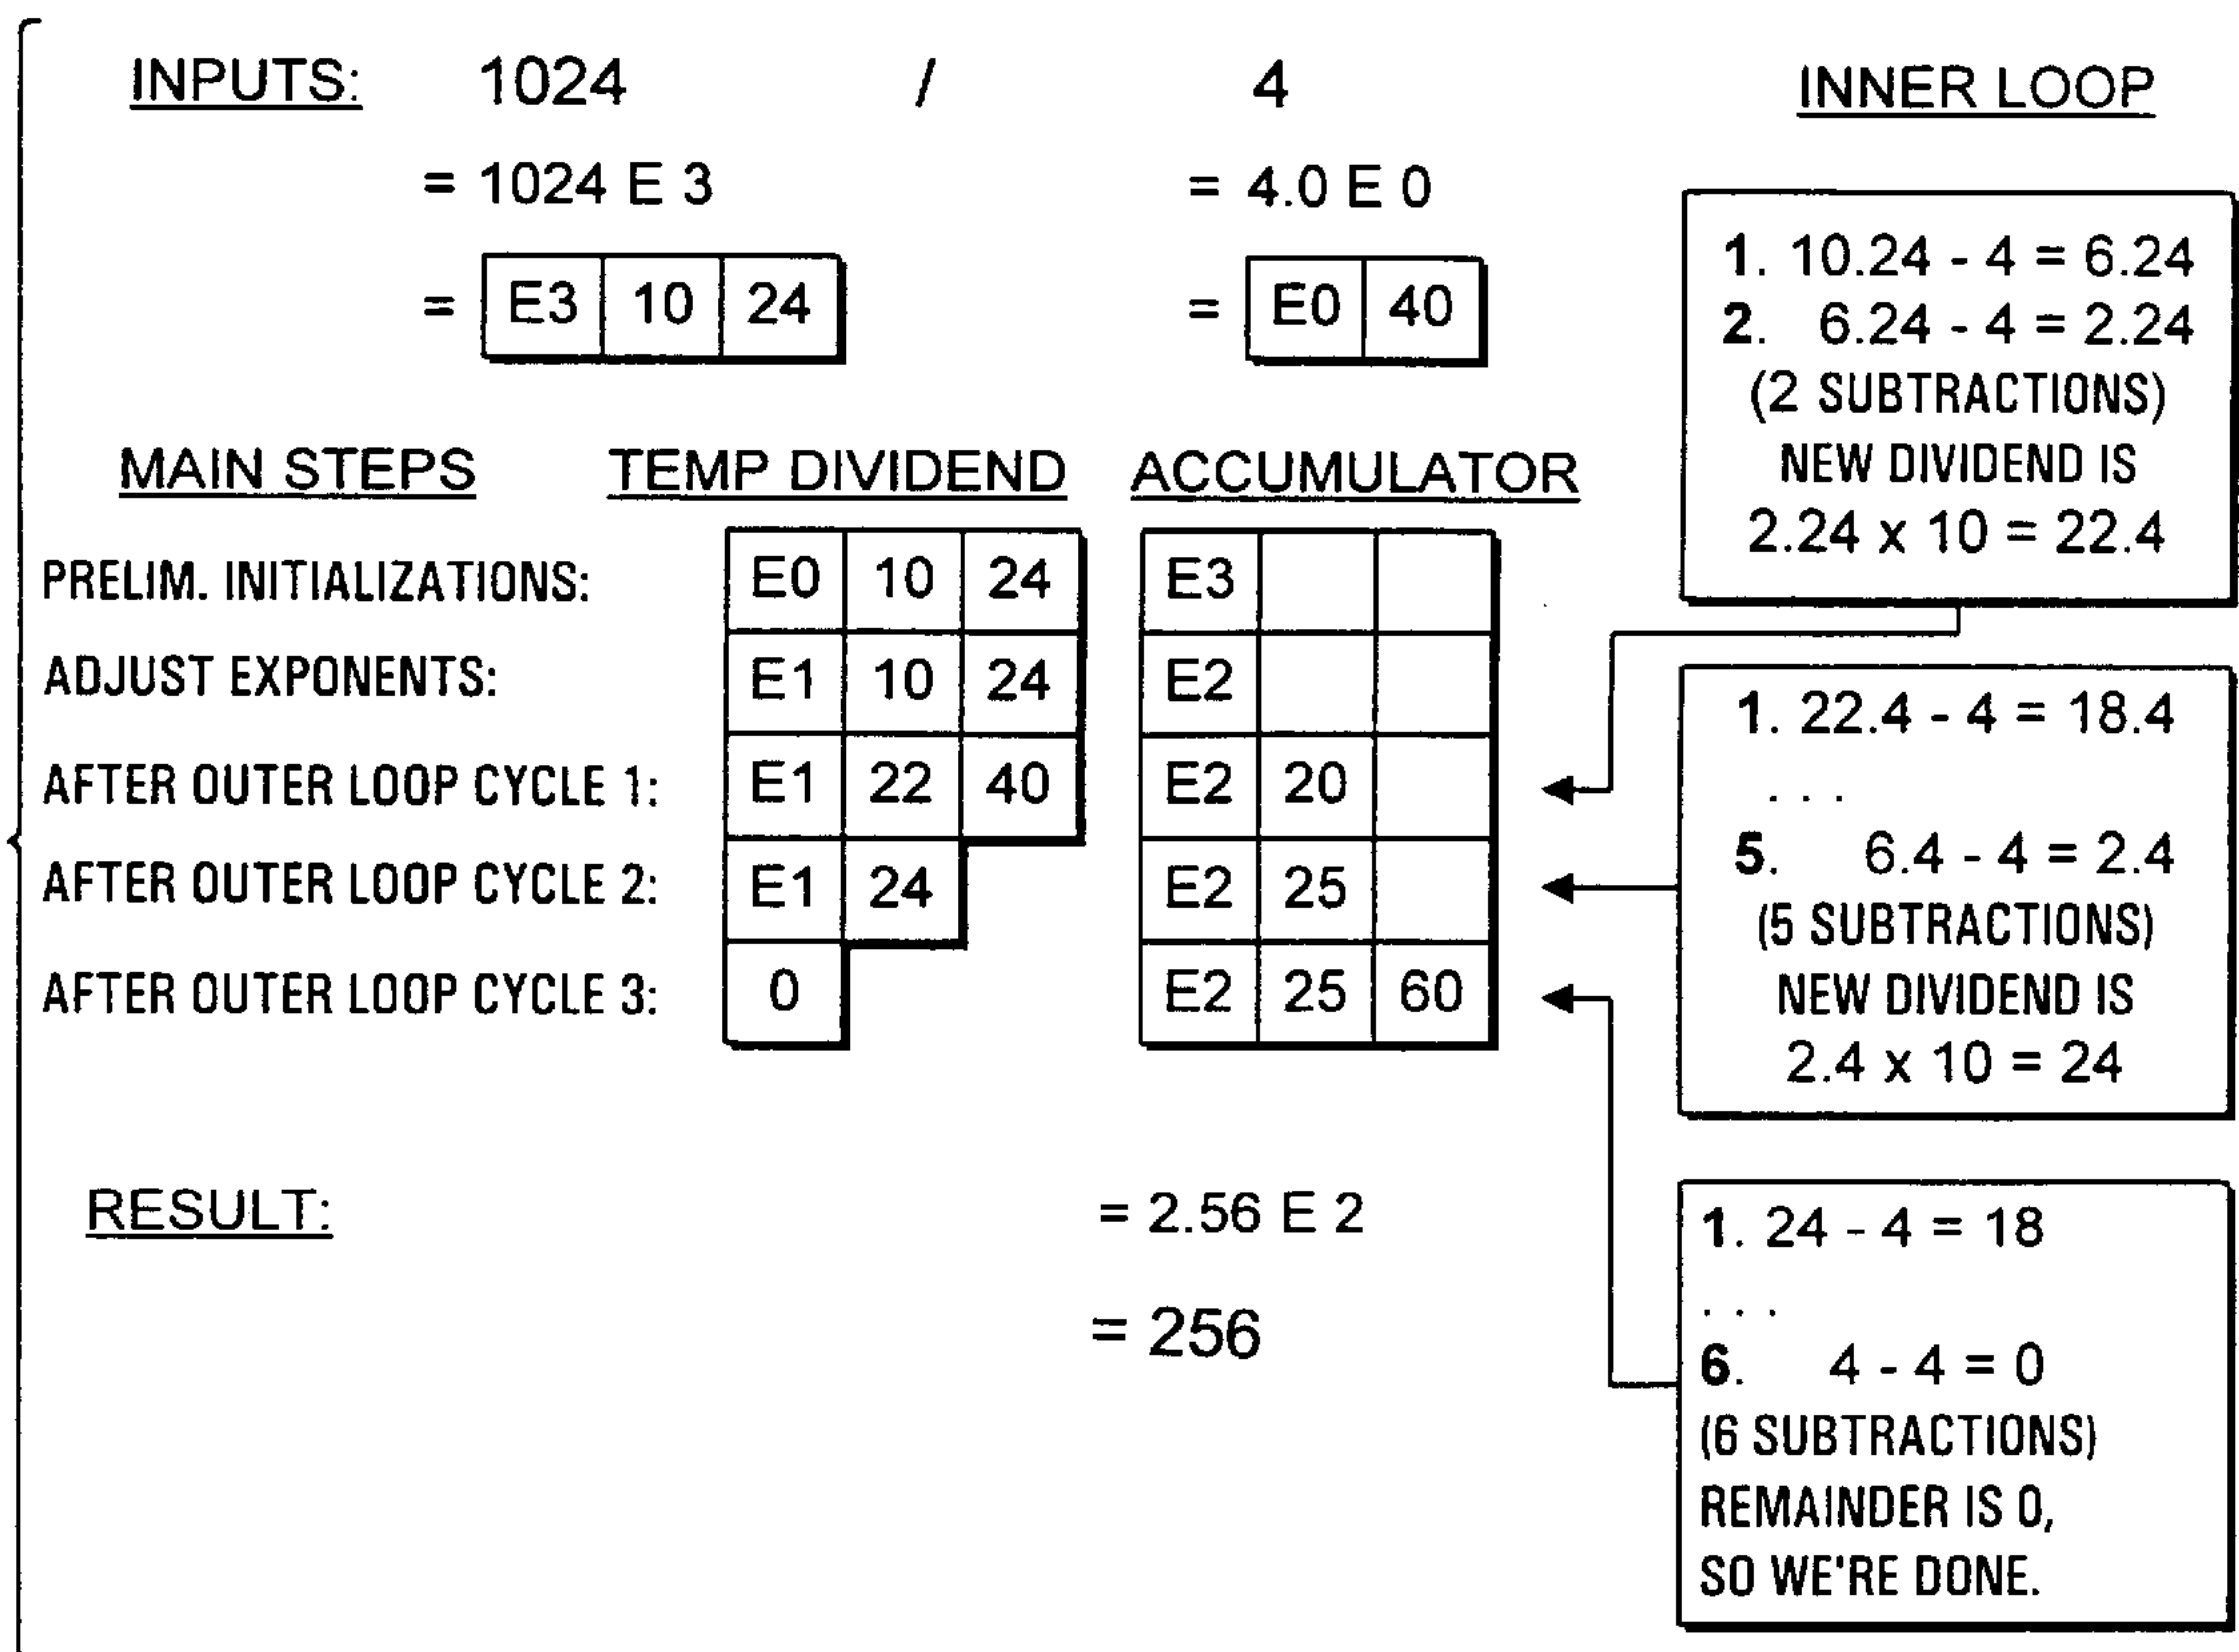 INPUTS: 1024 / 4
= 1024 E 3 = 4.0 E 0
= E3 10 24 = E0 40
MAIN STEPS TEMP DIVIDEND ACCUMULATOR
PRELIM. INITIALIZATIONS: E0 10 24 E3
ADJUST EXPONENTS: E1 10 24 E2
AFTER OUTER LOOP CYCLE 1: E1 22 40 E2 20
AFTER OUTER LOOP CYCLE 2: E1 24 E2 25
AFTER OUTER LOOP CYCLE 3: 0 E2 25 60
RESULT: = 2.56 E 2
= 256
INNER LOOP
1. 10.24 - 4 = 6.24
2. 6.24 - 4 = 2.24
(2 SUBTRACTIONS)
NEW DIVIDEND IS
2.24 x 10 = 22.4
1. 22.4 - 4 = 18.4
. . .
5. 6.4 - 4 = 2.4
(5 SUBTRACTIONS)
NEW DIVIDEND IS
2.4 x 10 = 24
1. 24 - 4 = 18
. . .
6. 4 - 4 = 0
(6 SUBTRACTIONS)
REMAINDER IS 0,
SO WE'RE DONE.